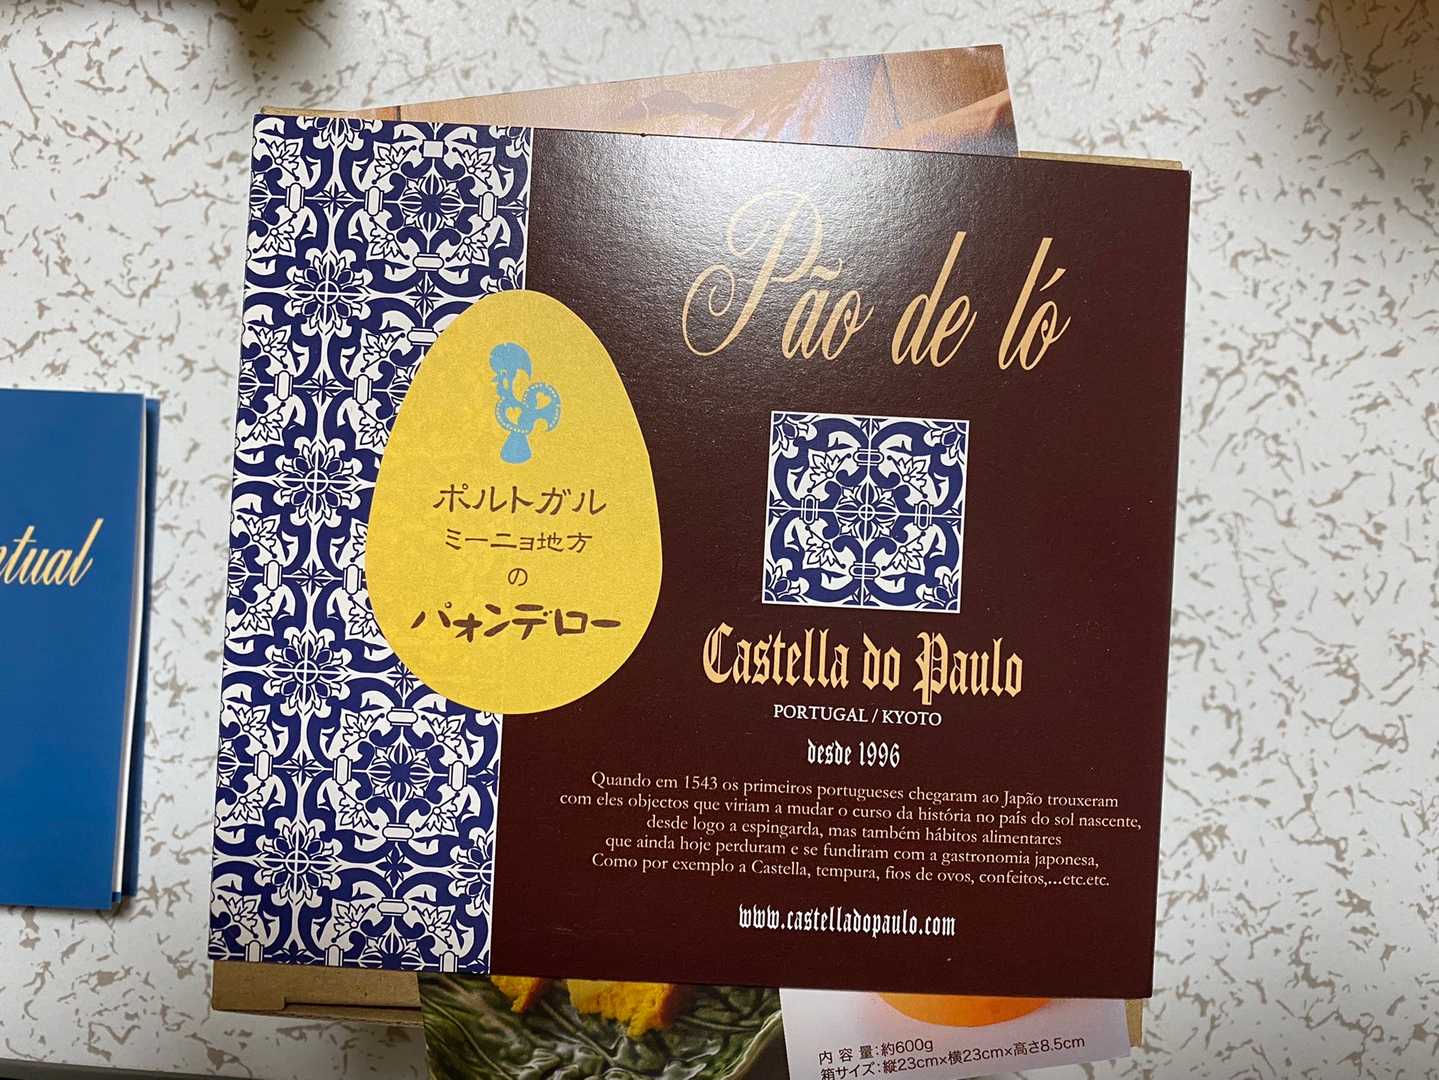 Pão de ló
ポルトガル
ミーニョ地方
の
パォンデロー
Castella do Paulo
PORTUGAL / KYOTO
desde 1996
Quando em 1543 os primeiros portugueses chegaram ao Japão trouxeram
com eles objectos que viriam a mudar o curso da história no país do sol nascente,
desde logo a espingarda, mas também hábitos alimentares
que ainda hoje perduram e se fundiram com a gastronomia japonesa,
Como por exemplo a Castella, tempura, fios de ovos, confeitos,...etc.etc.
www.castelladopaulo.com
内 容 量:約600g
箱サイズ:縦23cm×横23cm×高さ8.5cm